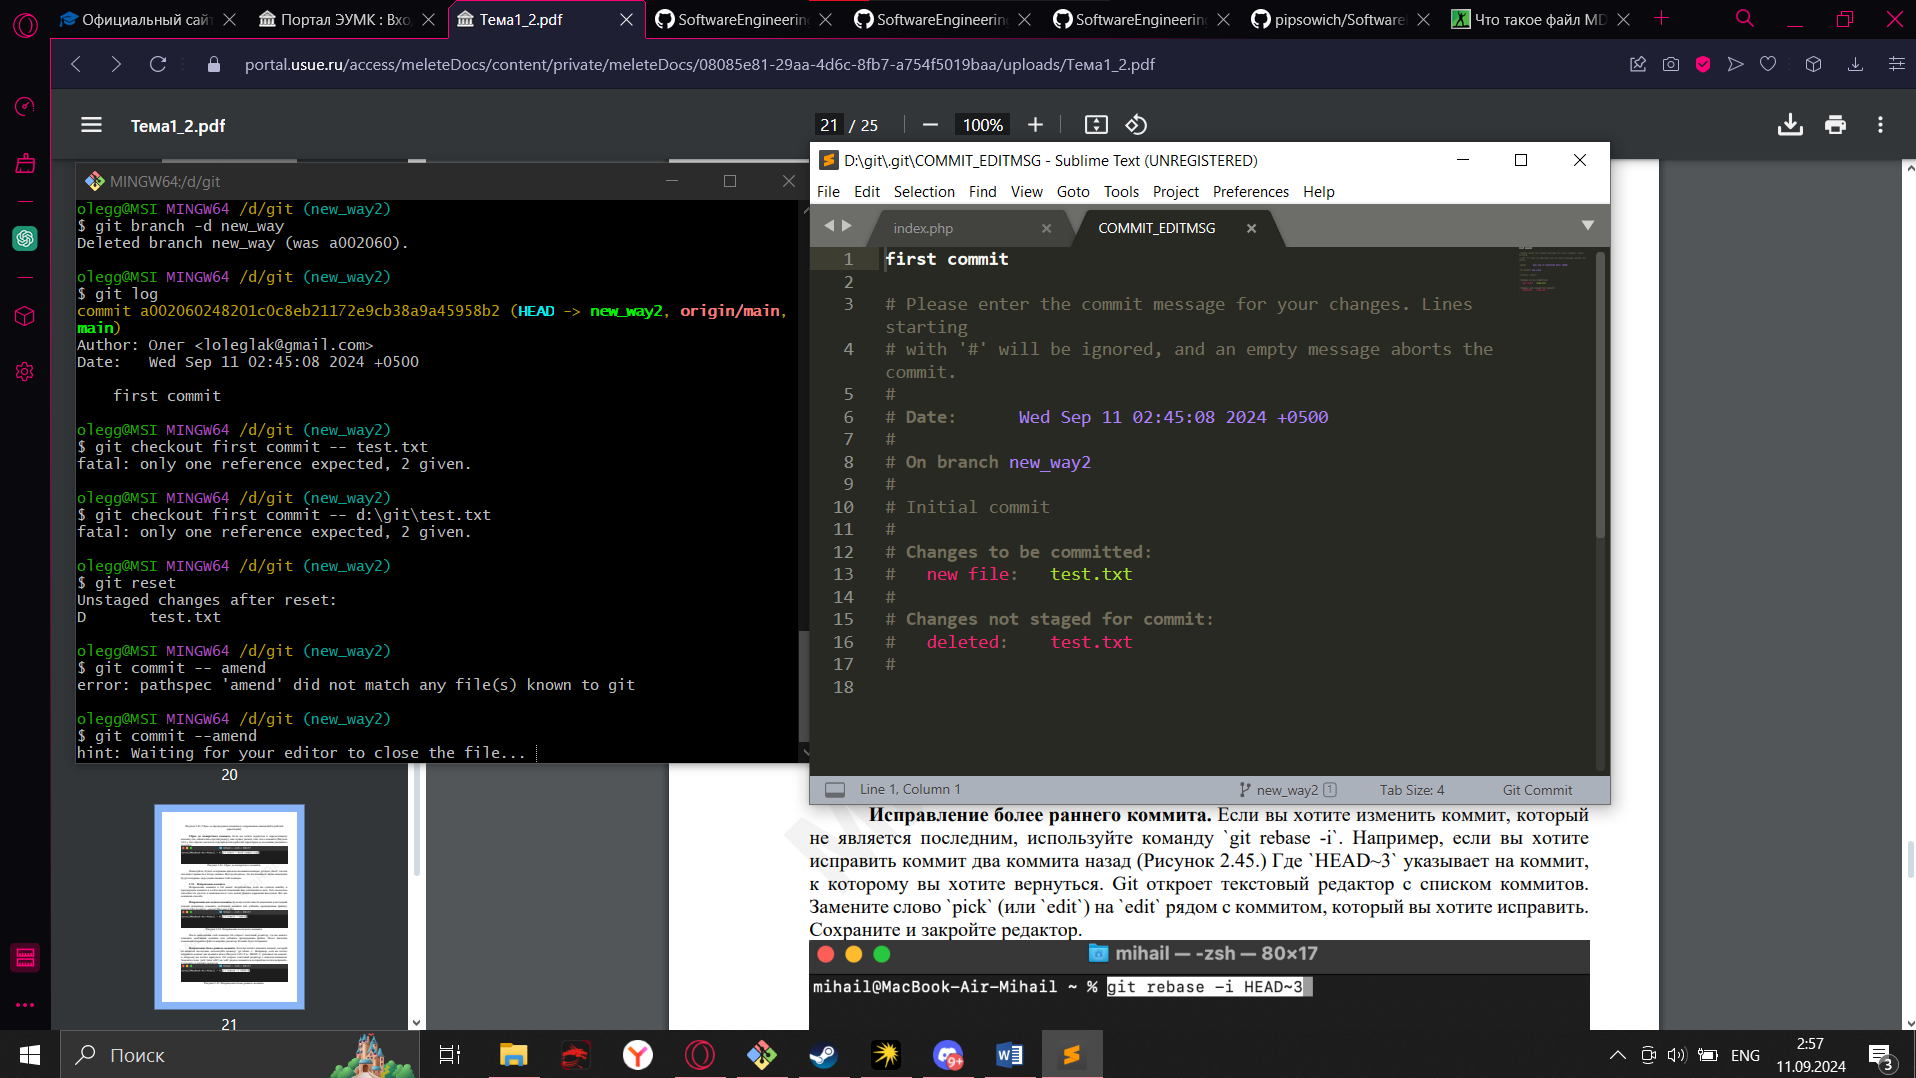 Официальный сайт
Портал ЭУМК : Вхо
Тема1_2.pdf
SoftwareEngineerin
SoftwareEngineerin
SoftwareEngineering
pipsowich/Software
Что такое файл MD
portal.usue.ru/access/meleteDocs/content/private/meleteDocs/08085e81-29aa-4d6c-8fb7-a754f5019baa/uploads/Тема1_2.pdf
Тема1_2.pdf
21 / 25
100%
MINGW64:/d/git
olegg@MSI MINGW64 /d/git (new_way2)
$ git branch -d new_way
Deleted branch new_way (was a002060).
olegg@MSI MINGW64 /d/git (new_way2)
$ git log
commit a002060248201c0c8eb21172e9cb38a9a45958b2 (HEAD -> new_way2, origin/main,
main)
Author: Олег <loleglak@gmail.com>
Date:   Wed Sep 11 02:45:08 2024 +0500
first commit
olegg@MSI MINGW64 /d/git (new_way2)
$ git checkout first commit -- test.txt
fatal: only one reference expected, 2 given.
olegg@MSI MINGW64 /d/git (new_way2)
$ git checkout first commit -- d:\git\test.txt
fatal: only one reference expected, 2 given.
olegg@MSI MINGW64 /d/git (new_way2)
$ git reset
Unstaged changes after reset:
D       test.txt
olegg@MSI MINGW64 /d/git (new_way2)
$ git commit -- amend
error: pathspec 'amend' did not match any file(s) known to git
olegg@MSI MINGW64 /d/git (new_way2)
$ git commit --amend
hint: Waiting for your editor to close the file...
20
21
D:\git\.git\COMMIT_EDITMSG - Sublime Text (UNREGISTERED)
File Edit Selection Find View Goto Tools Project Preferences Help
index.php
COMMIT_EDITMSG
1 first commit
2
3 # Please enter the commit message for your changes. Lines
starting
4 # with '#' will be ignored, and an empty message aborts the
commit.
5 #
6 # Date:      Wed Sep 11 02:45:08 2024 +0500
7 #
8 # On branch new_way2
9 #
10 # Initial commit
11 #
12 # Changes to be committed:
13 #   new file:   test.txt
14 #
15 # Changes not staged for commit:
16 #   deleted:    test.txt
17 #
18
Line 1, Column 1
new_way2 1
Tab Size: 4
Git Commit
Исправление более раннего коммита. Если вы хотите изменить коммит, который
не является последним, используйте команду `git rebase -i`. Например, если вы хотите
исправить коммит два коммита назад (Рисунок 2.45.) Где `HEAD~3` указывает на коммит,
к которому вы хотите вернуться. Git откроет текстовый редактор с списком коммитов.
Замените слово `pick` (или `edit`) на `edit` рядом с коммитом, который вы хотите исправить.
Сохраните и закройте редактор.
mihail — -zsh — 80×17
mihail@MacBook-Air-Mihail ~ % git rebase -i HEAD~3
Поиск
9+
ENG
2:57
11.09.2024
3